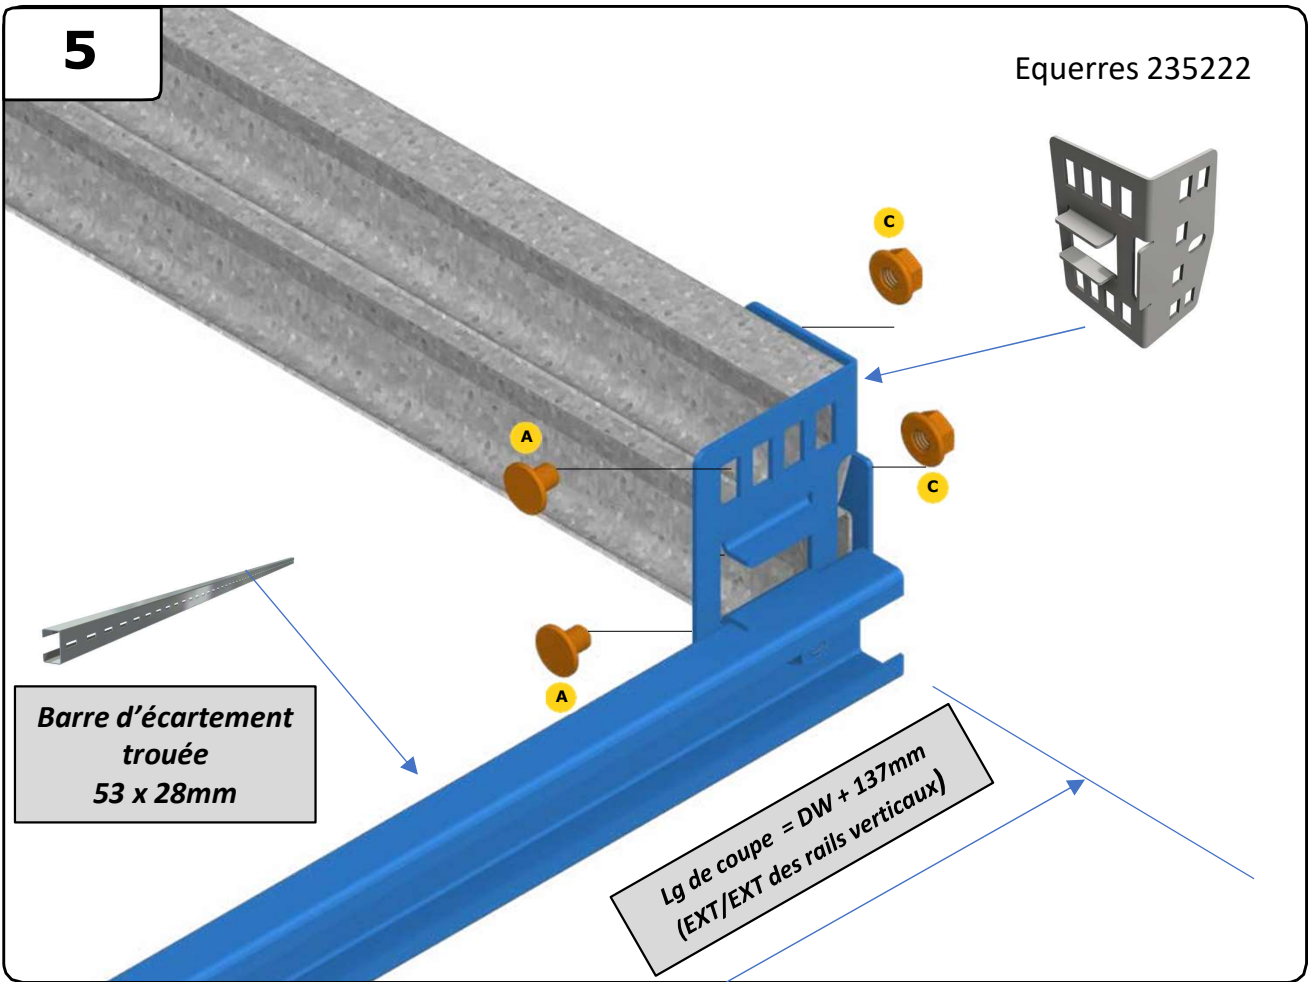 5
Equerres 235222
C
A
C
A
Barre d’écartement
trouée
53 x 28mm
Lg de coupe  = DW + 137mm
(EXT/EXT des rails verticaux)